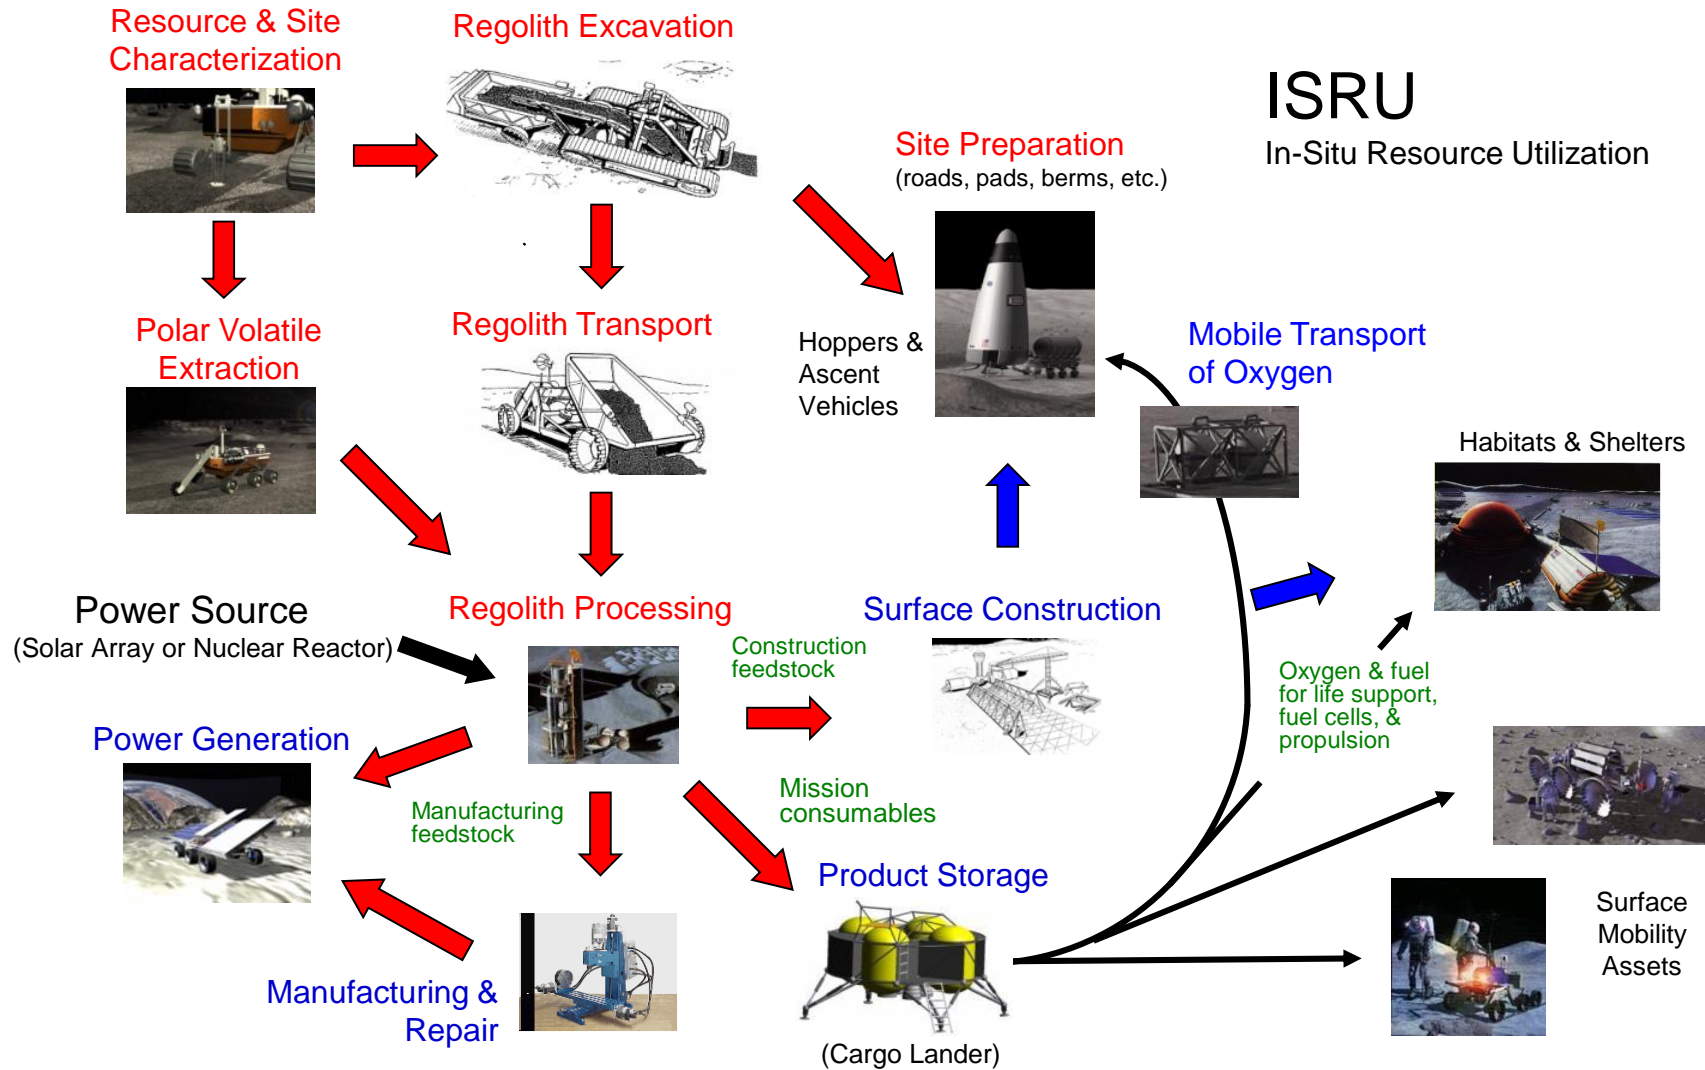 Resource & Site
Characterization
Regolith Excavation
ISRU
In-Situ Resource Utilization
Site Preparation
(roads, pads, berms, etc.)
Polar Volatile
Extraction
Regolith Transport
Hoppers &
Ascent
Vehicles
Mobile Transport
of Oxygen
Habitats & Shelters
Power Source
(Solar Array or Nuclear Reactor)
Regolith Processing
Surface Construction
Construction
feedstock
Oxygen & fuel
for life support,
fuel cells, &
propulsion
Power Generation
Manufacturing
feedstock
Mission
consumables
Product Storage
Surface
Mobility
Assets
Manufacturing &
Repair
(Cargo Lander)